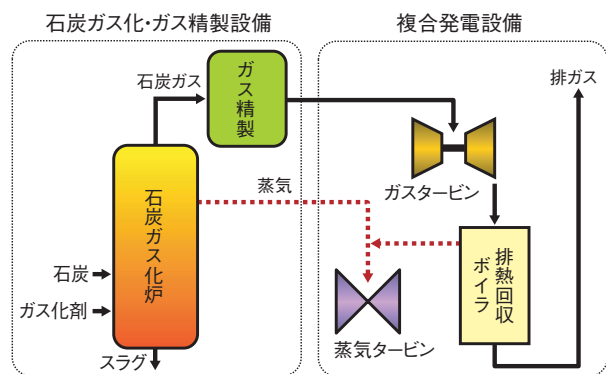 石炭ガス化・ガス精製設備
複合発電設備
石炭ガス
ガス精製
排ガス
ガスタービン
石炭ガス化炉
蒸気
排熱回収
ボイラ
石炭
ガス化剤
スラグ
蒸気タービン